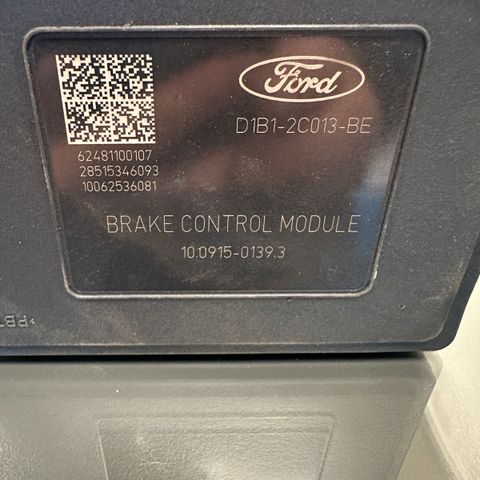 Ford
D1B1-2C013-BE
62481100107
28515346093
10062536081
BRAKE CONTROL MODULE
10.0915-0139.3